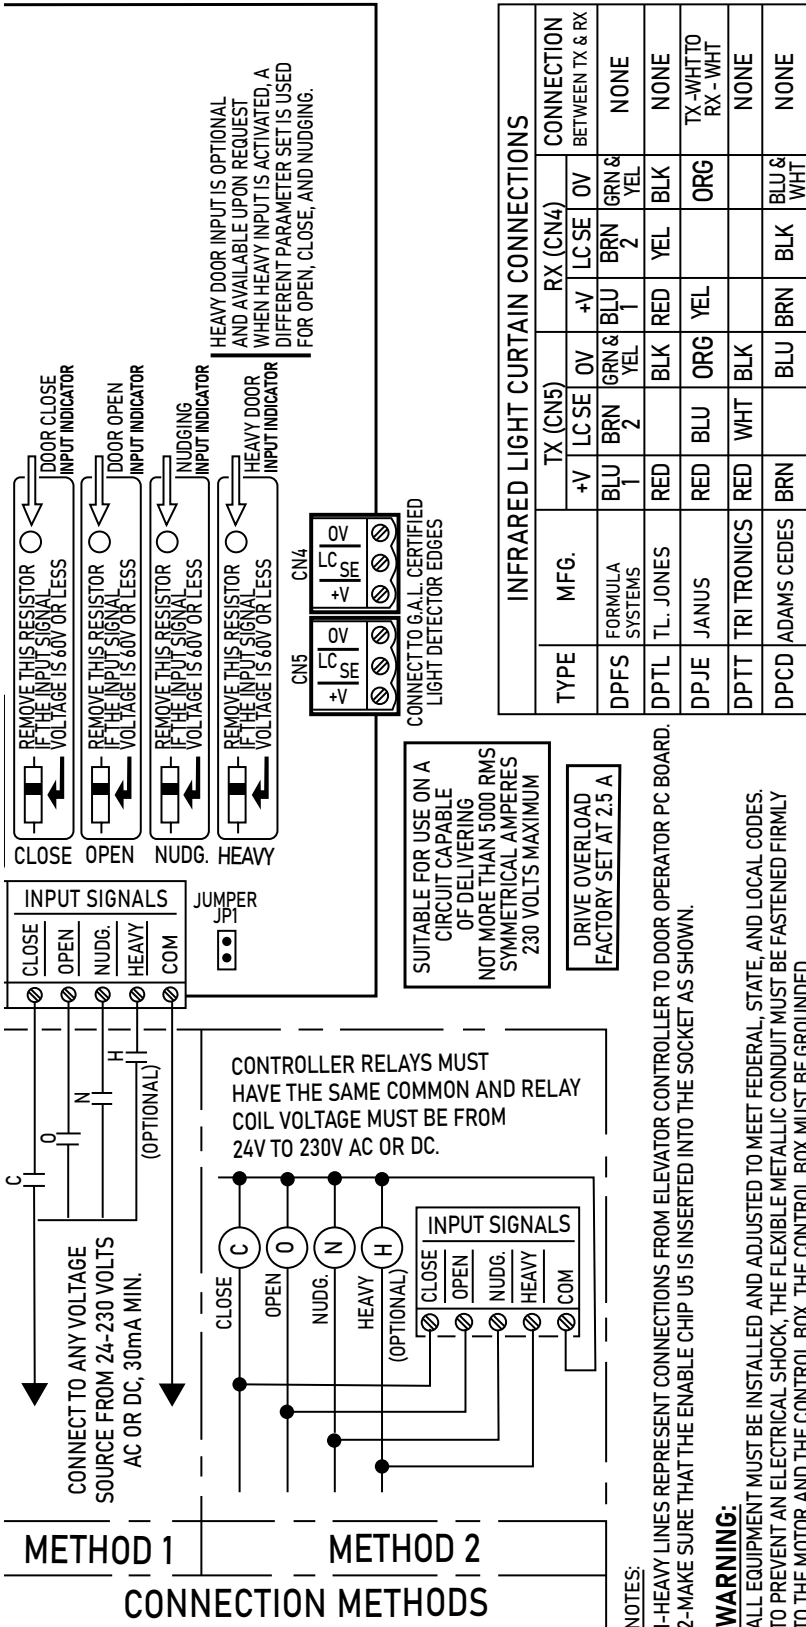 HEAVY DOOR INPUT IS OPTIONAL
AND AVAILABLE UPON REQUEST
WHEN HEAVY INPUT IS ACTIVATED, A
DIFFERENT PARAMETER SET IS USED
FOR OPEN, CLOSE, AND NUDGING.
DOOR CLOSE
INPUT INDICATOR
DOOR OPEN
INPUT INDICATOR
NUDGING
INPUT INDICATOR
HEAVY DOOR
INPUT INDICATOR
REMOVE THIS RESISTOR
IF THE INPUT SIGNAL
VOLTAGE IS 60V OR LESS
REMOVE THIS RESISTOR
IF THE INPUT SIGNAL
VOLTAGE IS 60V OR LESS
REMOVE THIS RESISTOR
IF THE INPUT SIGNAL
VOLTAGE IS 60V OR LESS
REMOVE THIS RESISTOR
IF THE INPUT SIGNAL
VOLTAGE IS 60V OR LESS
CLOSE OPEN NUDG. HEAVY
CN5
0V
LC SE
+V
CN4
0V
LC SE
+V
CONNECT TO G.A.L. CERTIFIED
LIGHT DETECTOR EDGES
INPUT SIGNALS
CLOSE
OPEN
NUDG.
HEAVY
COM
JUMPER
JP1
SUITABLE FOR USE ON A
CIRCUIT CAPABLE
OF DELIVERING
NOT MORE THAN 5000 RMS
SYMMETRICAL AMPERES
230 VOLTS MAXIMUM
DRIVE OVERLOAD
FACTORY SET AT 2.5 A
INFRARED LIGHT CURTAIN CONNECTIONS
TYPE MFG. TX (CN5) RX (CN4) CONNECTION
BETWEEN TX & RX
+V LC SE 0V +V LC SE 0V
DPFS FORMULA SYSTEMS BLU 1 BRN 2 GRN & YEL BLU 1 BRN 2 GRN & YEL NONE
DPTL T.L. JONES RED BLK RED YEL BLK NONE
DPJE JANUS RED BLU ORG YEL ORG TX -WHT TO RX - WHT
DPTT TRI TRONICS RED WHT BLK NONE
DPCD ADAMS CEDES BRN BLU BRN BLK BLU & WHT NONE
C
O
N
H
(OPTIONAL)
CONNECT TO ANY VOLTAGE
SOURCE FROM 24-230 VOLTS
AC OR DC, 30mA MIN.
METHOD 1
CONTROLLER RELAYS MUST
HAVE THE SAME COMMON AND RELAY
COIL VOLTAGE MUST BE FROM
24V TO 230V AC OR DC.
C
O
N
H
CLOSE
OPEN
NUDG.
HEAVY
(OPTIONAL)
INPUT SIGNALS
CLOSE
OPEN
NUDG.
HEAVY
COM
METHOD 2
CONNECTION METHODS
NOTES:
1-HEAVY LINES REPRESENT CONNECTIONS FROM ELEVATOR CONTROLLER TO DOOR OPERATOR PC BOARD.
2-MAKE SURE THAT THE ENABLE CHIP U5 IS INSERTED INTO THE SOCKET AS SHOWN.
WARNING:
ALL EQUIPMENT MUST BE INSTALLED AND ADJUSTED TO MEET FEDERAL, STATE, AND LOCAL CODES.
TO PREVENT AN ELECTRICAL SHOCK, THE FLEXIBLE METALLIC CONDUIT MUST BE FASTENED FIRMLY
TO THE MOTOR AND THE CONTROL BOX. THE CONTROL BOX MUST BE GROUNDED